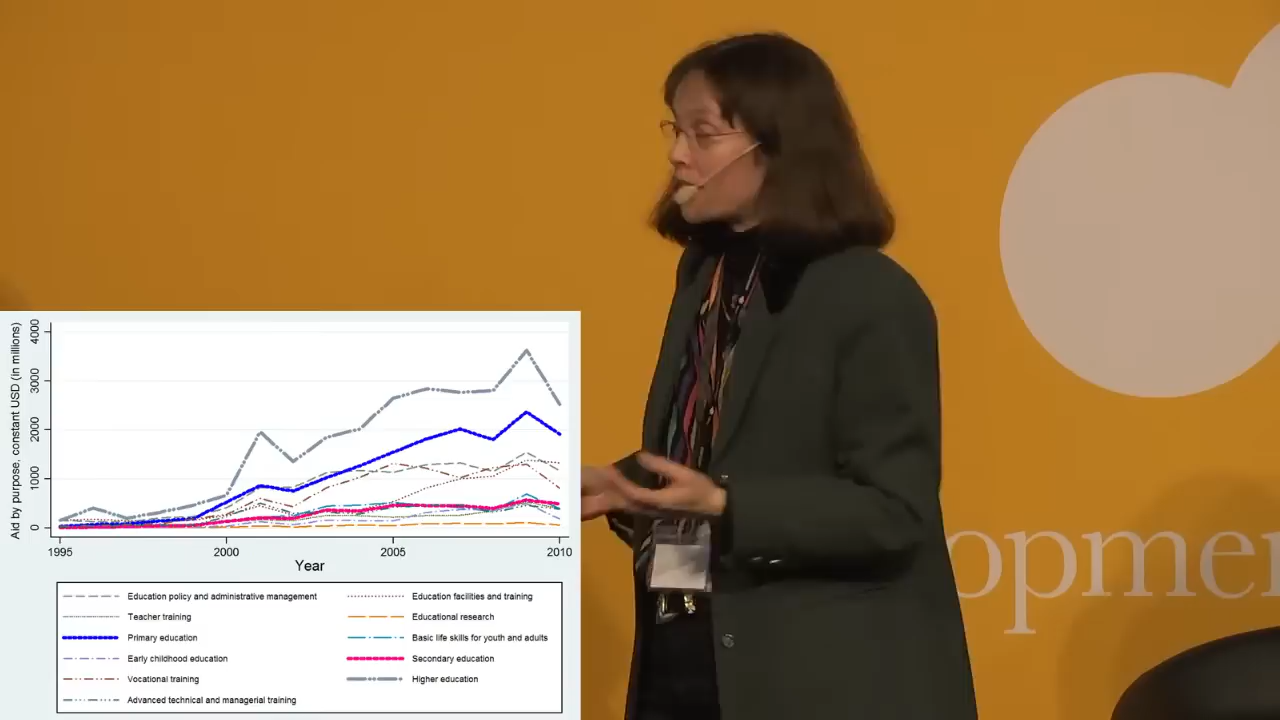 Aid by purpose, constant USD (in millions)
4000
3000
2000
1000
0
1995
2000
2005
2010
Year
Education policy and administrative management
Education facilities and training
Teacher training
Educational research
Primary education
Basic life skills for youth and adults
Early childhood education
Secondary education
Vocational training
Higher education
Advanced technical and managerial training
opmen